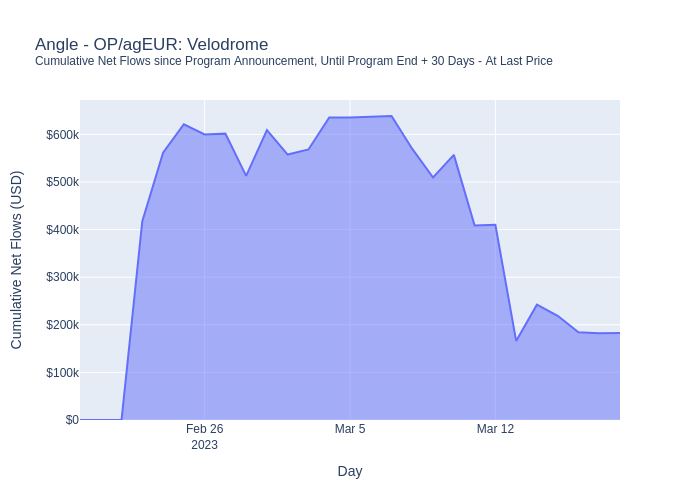 Angle - OP/agEUR: Velodrome
Cumulative Net Flows since Program Announcement, Until Program End + 30 Days - At Last Price
Cumulative Net Flows (USD)
$600k
$500k
$400k
$300k
$200k
$100k
$0
Feb 26
2023
Mar 5
Mar 12
Day